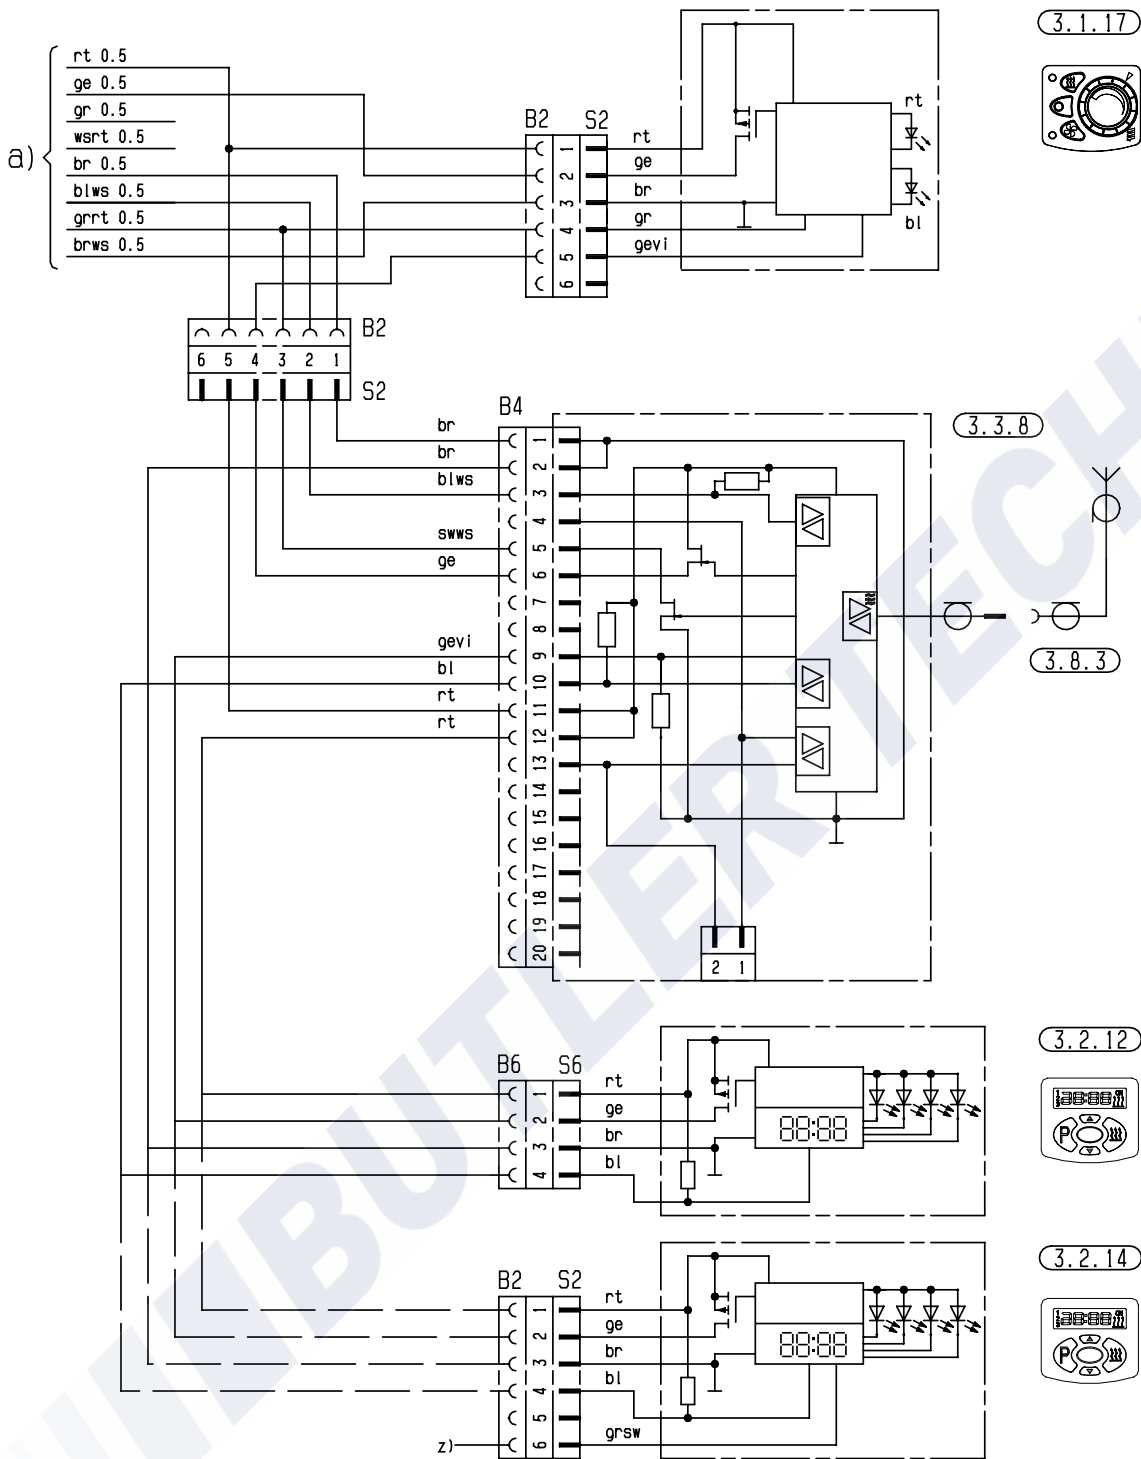 3.1.17
rt 0.5
ge 0.5
gr 0.5
wsrt 0.5
br 0.5
blws 0.5
grrt 0.5
brws 0.5
a)
B2 S2
1
2
3
4
5
6
rt
ge
br
gr
gevi
rt
bl
B2
6 5 4 3 2 1
S2
B4
br
br
blws
swws
ge
gevi
bl
rt
rt
1
2
3
4
5
6
7
8
9
10
11
12
13
14
15
16
17
18
19
20
2 1
3.3.8
3.8.3
B6 S6
1
2
3
4
rt
ge
br
bl
88:88
3.2.12
88:88
P
B2 S2
1
2
3
4
5
6
rt
ge
br
bl
grsw
z)
88:88
3.2.14
88:88
P
BUTLER TECH